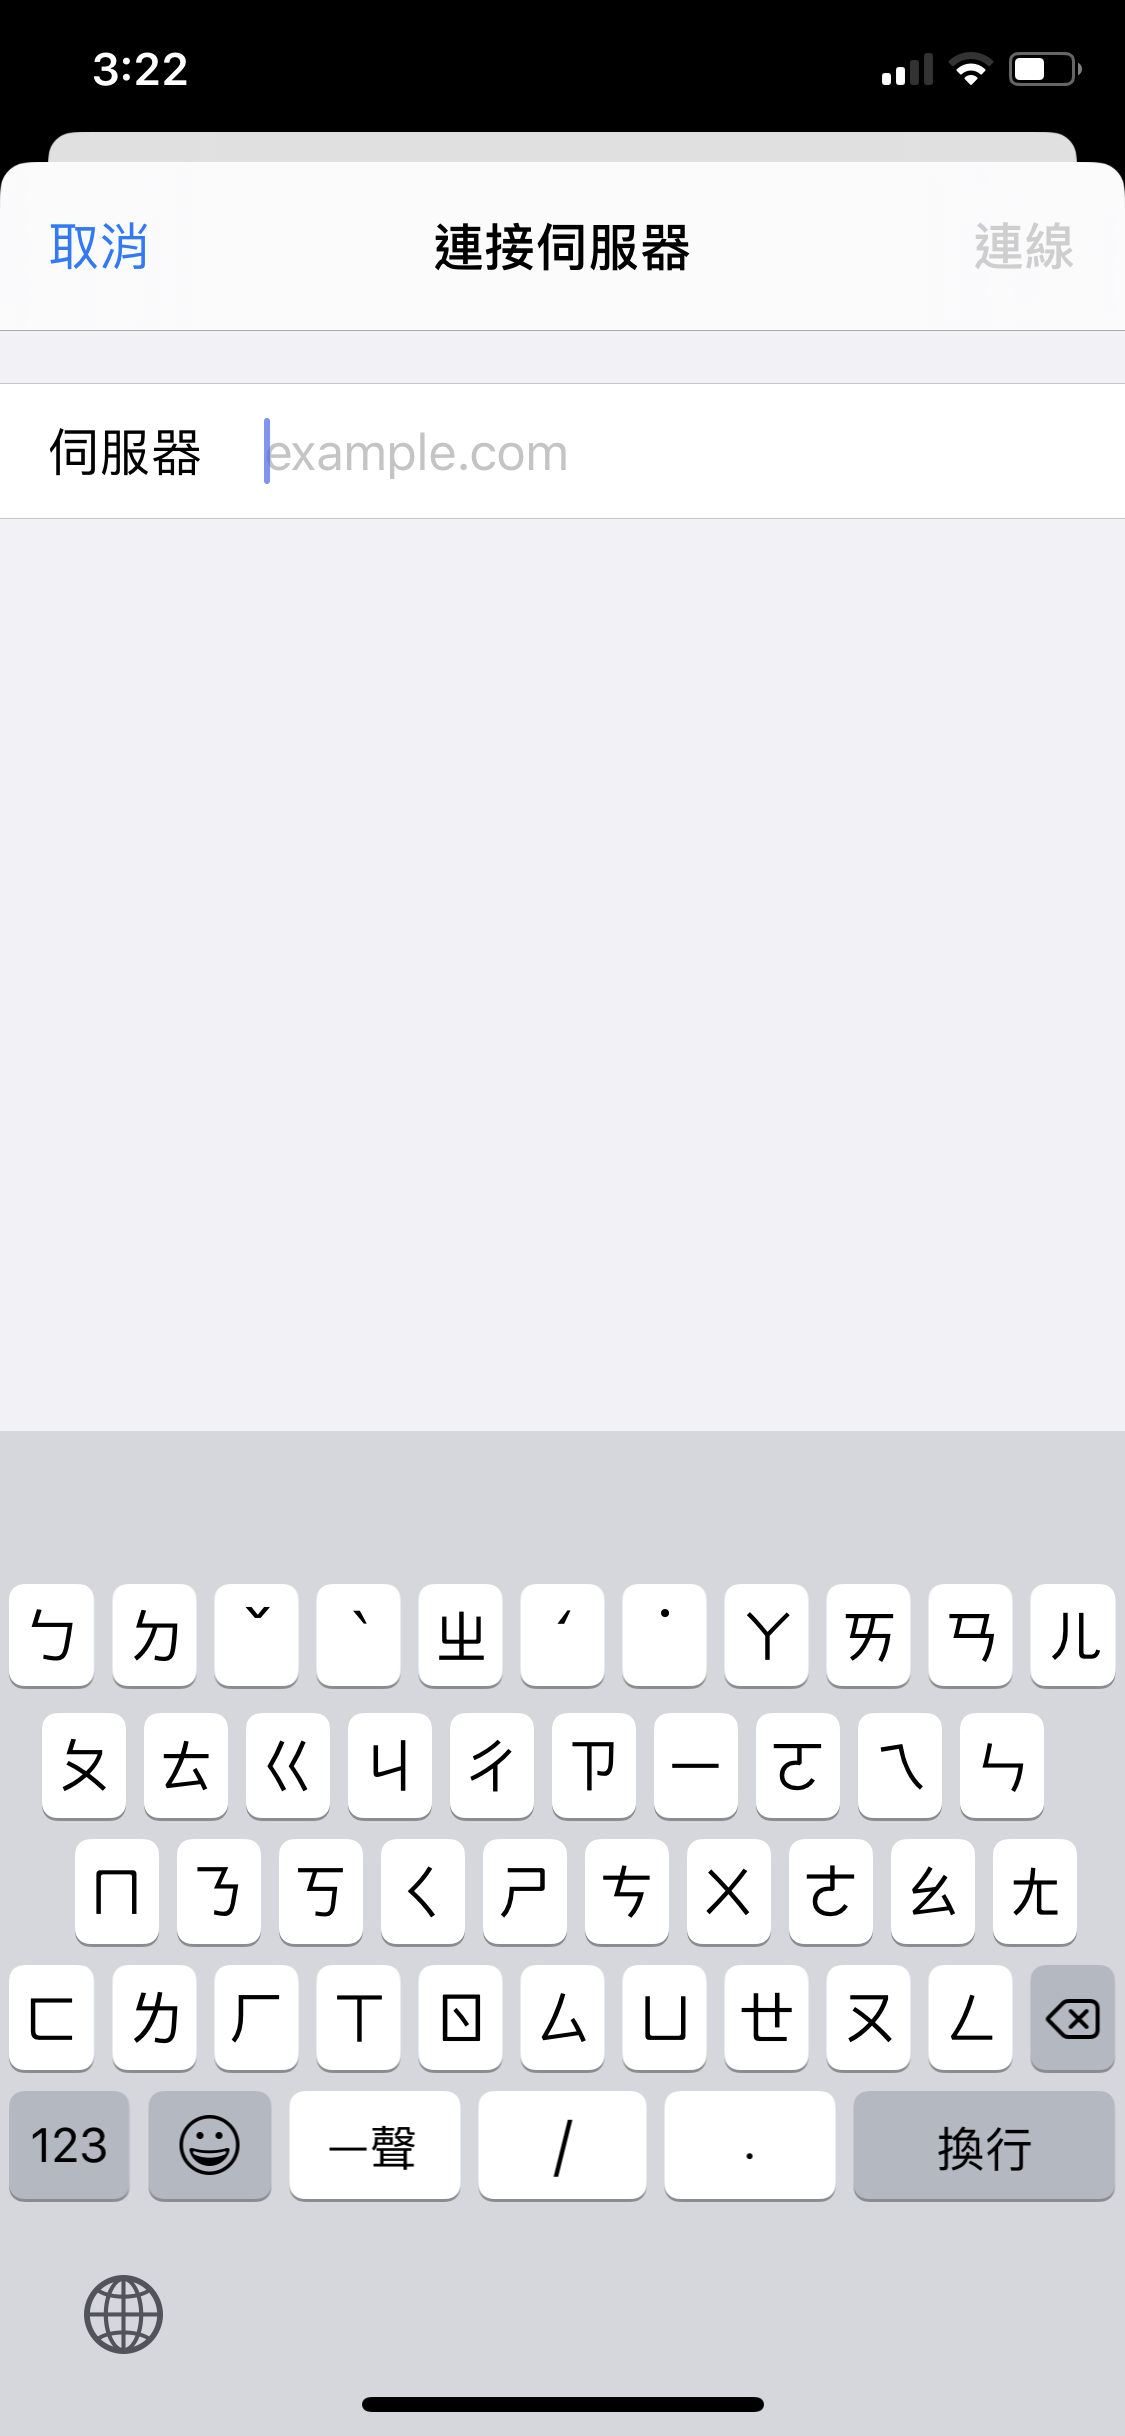 3:22
取消 連接伺服器 連線
伺服器 example.com
ㄅ ㄉ ˇ ˋ ㄓ ˊ ˙ ㄚ ㄞ ㄢ ㄦ
ㄆ ㄊ ㄍ ㄐ ㄔ ㄗ ㄧ ㄛ ㄟ ㄣ
ㄇ ㄋ ㄎ ㄑ ㄕ ㄘ ㄨ ㄜ ㄠ ㄤ
ㄈ ㄌ ㄏ ㄒ ㄖ ㄙ ㄩ ㄝ ㄡ ㄥ
123 一聲 / . 換行